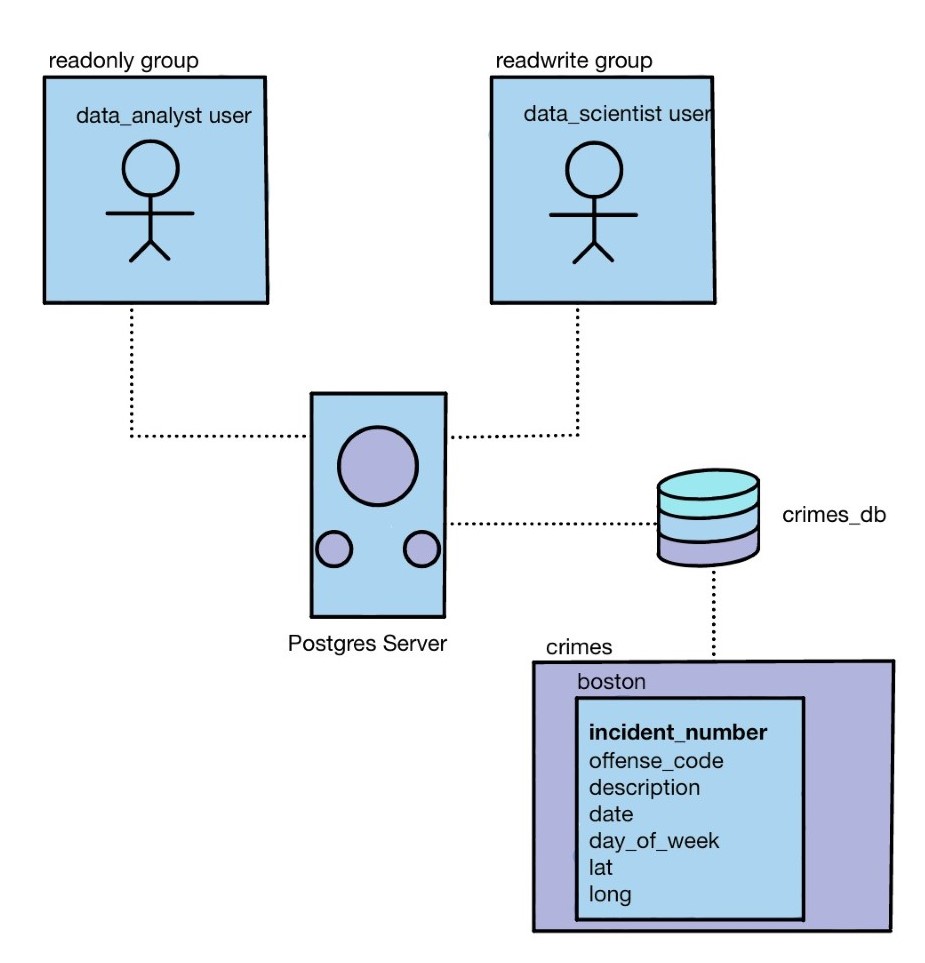 readonly group
data_analyst user
readwrite group
data_scientist user
Postgres Server
crimes_db
crimes
boston
incident_number
offense_code
description
date
day_of_week
lat
long